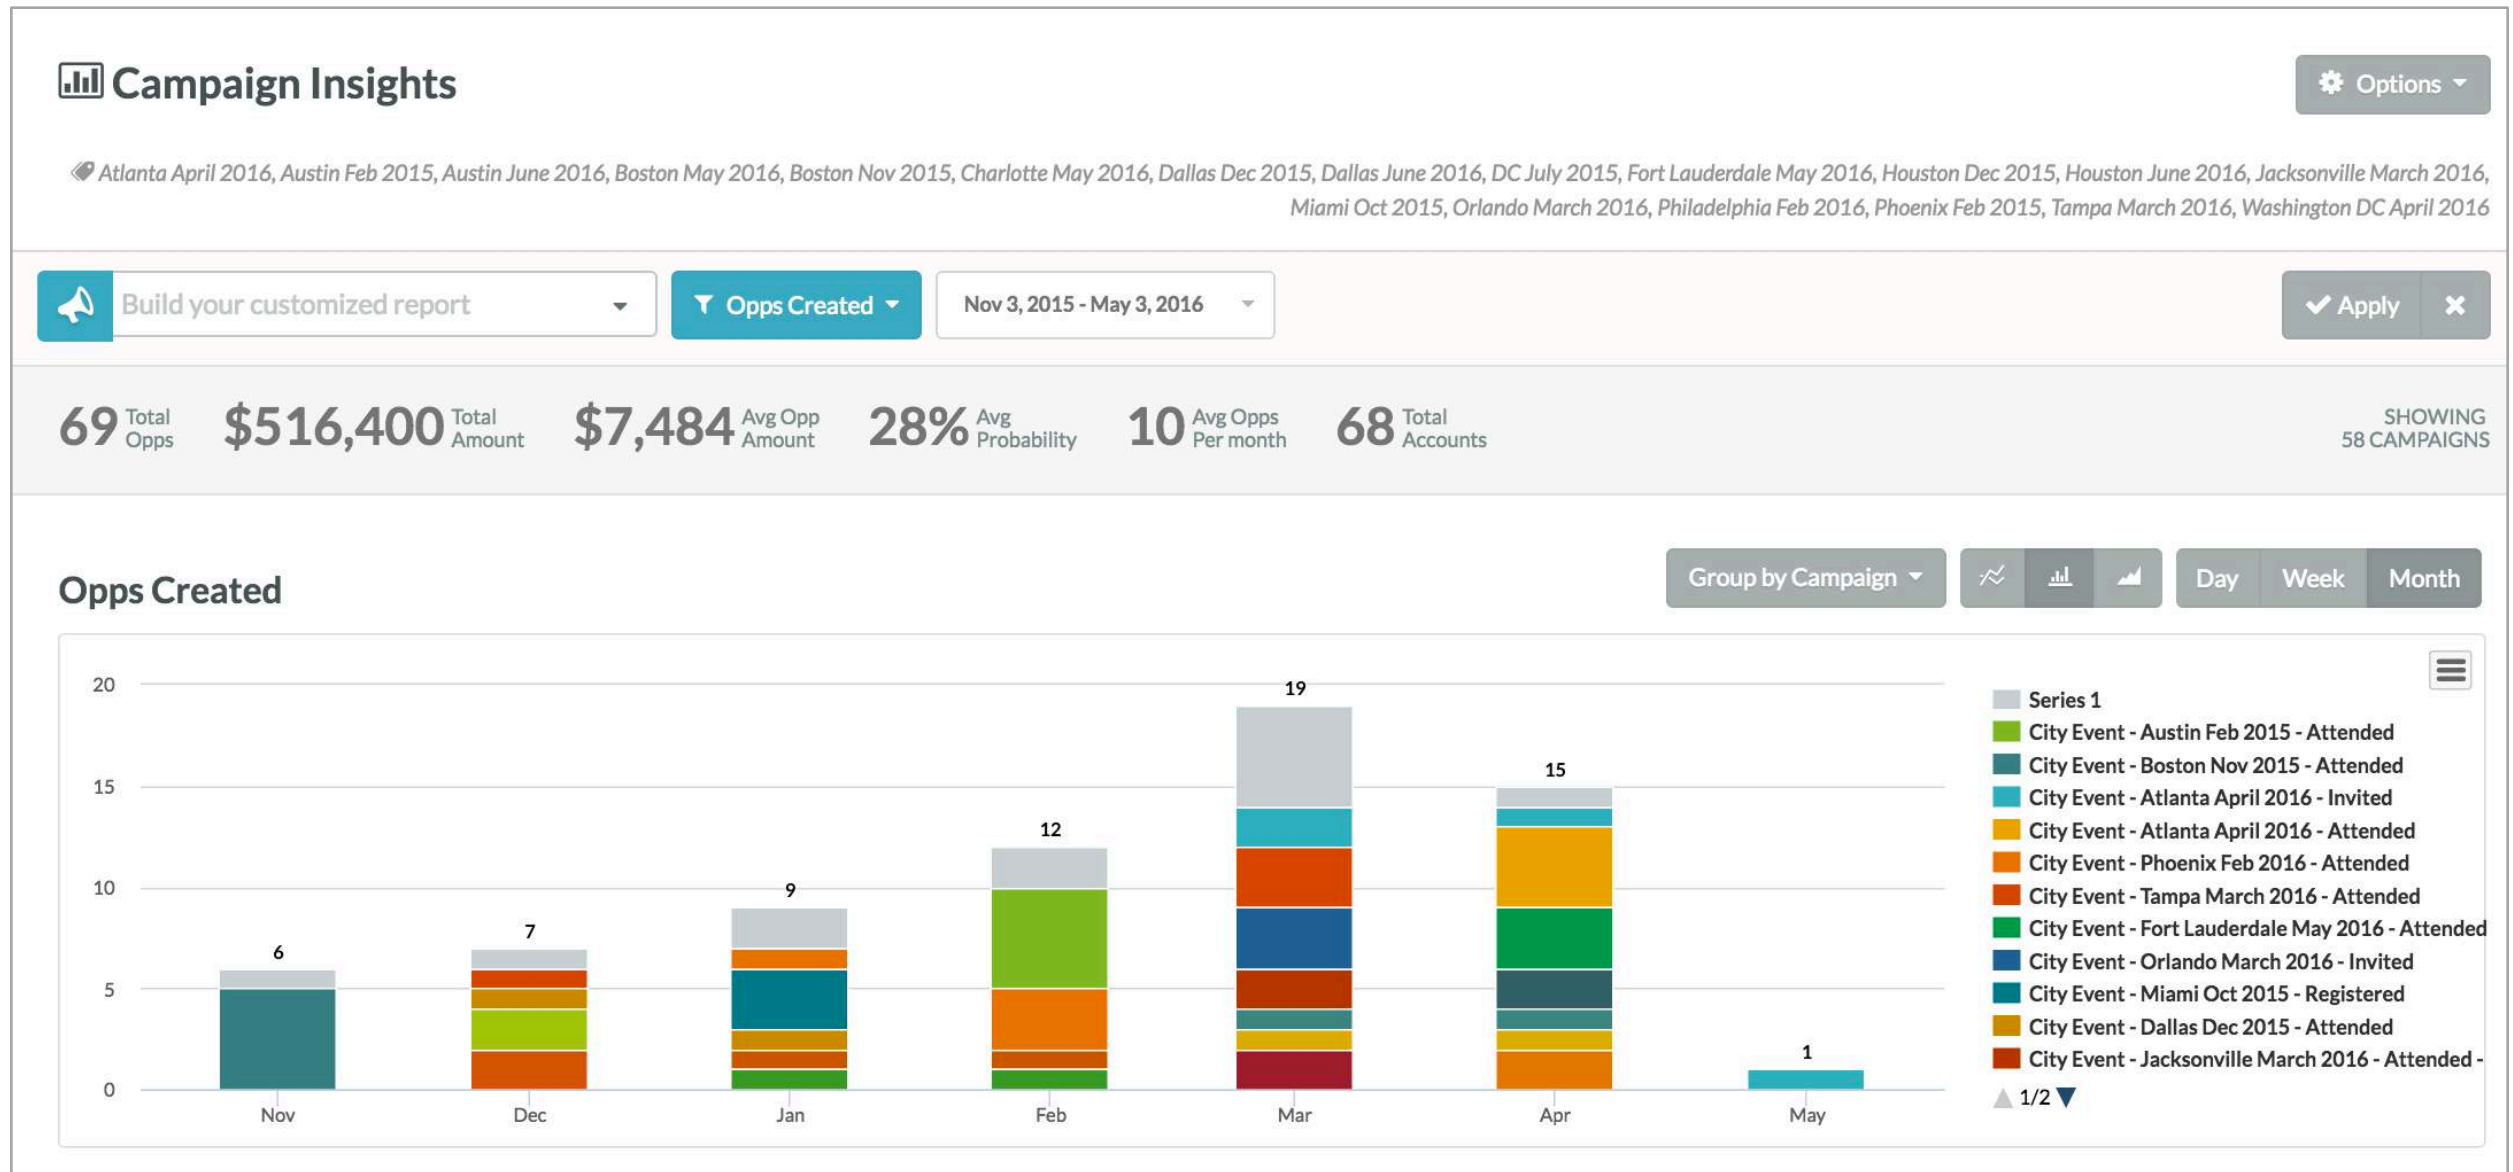 Campaign Insights
Options
Atlanta April 2016, Austin Feb 2015, Austin June 2016, Boston May 2016, Boston Nov 2015, Charlotte May 2016, Dallas Dec 2015, Dallas June 2016, DC July 2015, Fort Lauderdale May 2016, Houston Dec 2015, Houston June 2016, Jacksonville March 2016,
Miami Oct 2015, Orlando March 2016, Philadelphia Feb 2016, Phoenix Feb 2015, Tampa March 2016, Washington DC April 2016
Build your customized report
Opps Created
Nov 3, 2015 - May 3, 2016
Apply
69 Total Opps
$516,400 Total Amount
$7,484 Avg Opp Amount
28% Avg Probability
10 Avg Opps Per month
68 Total Accounts
SHOWING
58 CAMPAIGNS
Opps Created
Group by Campaign
Day Week Month
20
15
10
5
0
6
7
9
12
19
15
1
Nov Dec Jan Feb Mar Apr May
Series 1
City Event - Austin Feb 2015 - Attended
City Event - Boston Nov 2015 - Attended
City Event - Atlanta April 2016 - Invited
City Event - Atlanta April 2016 - Attended
City Event - Phoenix Feb 2016 - Attended
City Event - Tampa March 2016 - Attended
City Event - Fort Lauderdale May 2016 - Attended
City Event - Orlando March 2016 - Invited
City Event - Miami Oct 2015 - Registered
City Event - Dallas Dec 2015 - Attended
City Event - Jacksonville March 2016 - Attended -
1/2